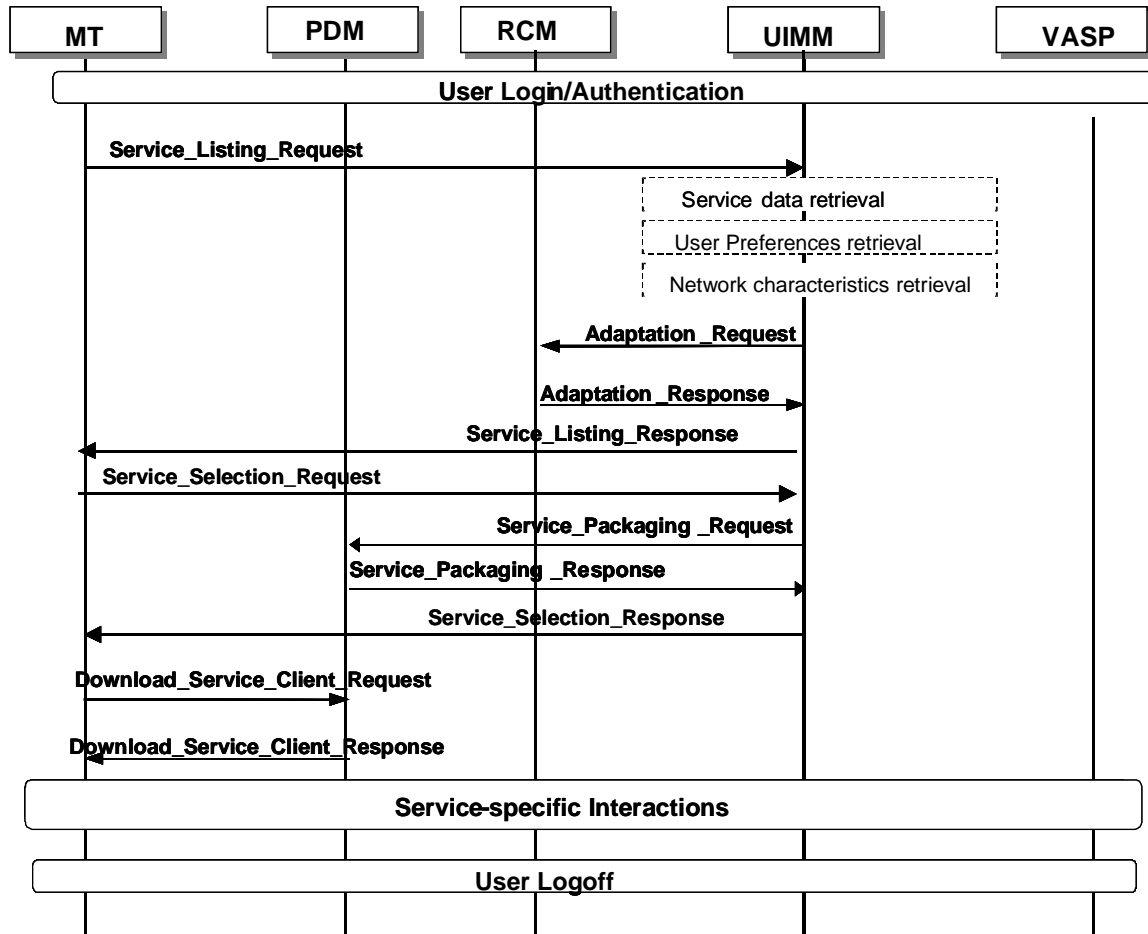 MT
PDM
RCM
UIMM
VASP
User Login/Authentication
Service_Listing_Request
Service data retrieval
User Preferences retrieval
Network characteristics retrieval
Adaptation _Request
Adaptation _Response
Service_Listing_Response
Service_Selection_Request
Service_Packaging _Request
Service_Packaging _Response
Service_Selection_Response
Download_Service_Client_Request
Download_Service_Client_Response
Service-specific Interactions
User Logoff